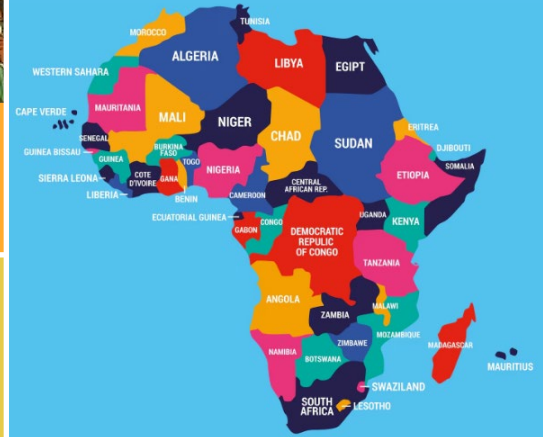 TUNISIA
MOROCCO
ALGERIA
LIBYA
EGIPT
WESTERN SAHARA
MAURITANIA
MALI
NIGER
CHAD
SUDAN
ERITREA
CAPE VERDE
SENEGAL
BURKINA
FASO
DJIBOUTI
GUINEA BISSAU
GUINEA
TOGO
NIGERIA
ETIOPIA
SOMALIA
SIERRA LEONA
COTE
D'IVOIRE
GANA
CENTRAL
AFRICAN REP.
LIBERIA
BENIN
CAMEROON
EQUATORIAL GUINEA
GABON
CONGO
UGANDA
KENYA
DEMOCRATIC
REPULIC
OF CONGO
TANZANIA
ANGOLA
ZAMBIA
MALAWI
MOZAMBIQUE
ZIMBAWE
MADAGASCAR
NAMIBIA
BOTSWANA
MAURITIUS
SWAZILAND
SOUTH
AFRICA
LESOTHO